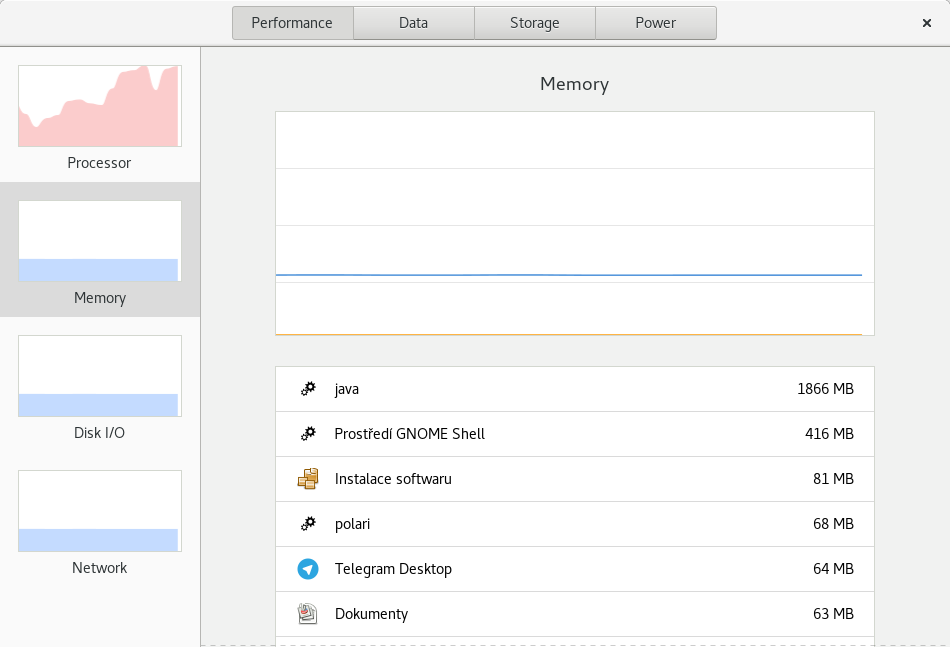 Performance Data Storage Power
Processor
Memory
Disk I/O
Network
Memory
java 1866 MB
Prostředí GNOME Shell 416 MB
Instalace softwaru 81 MB
polari 68 MB
Telegram Desktop 64 MB
Dokumenty 63 MB